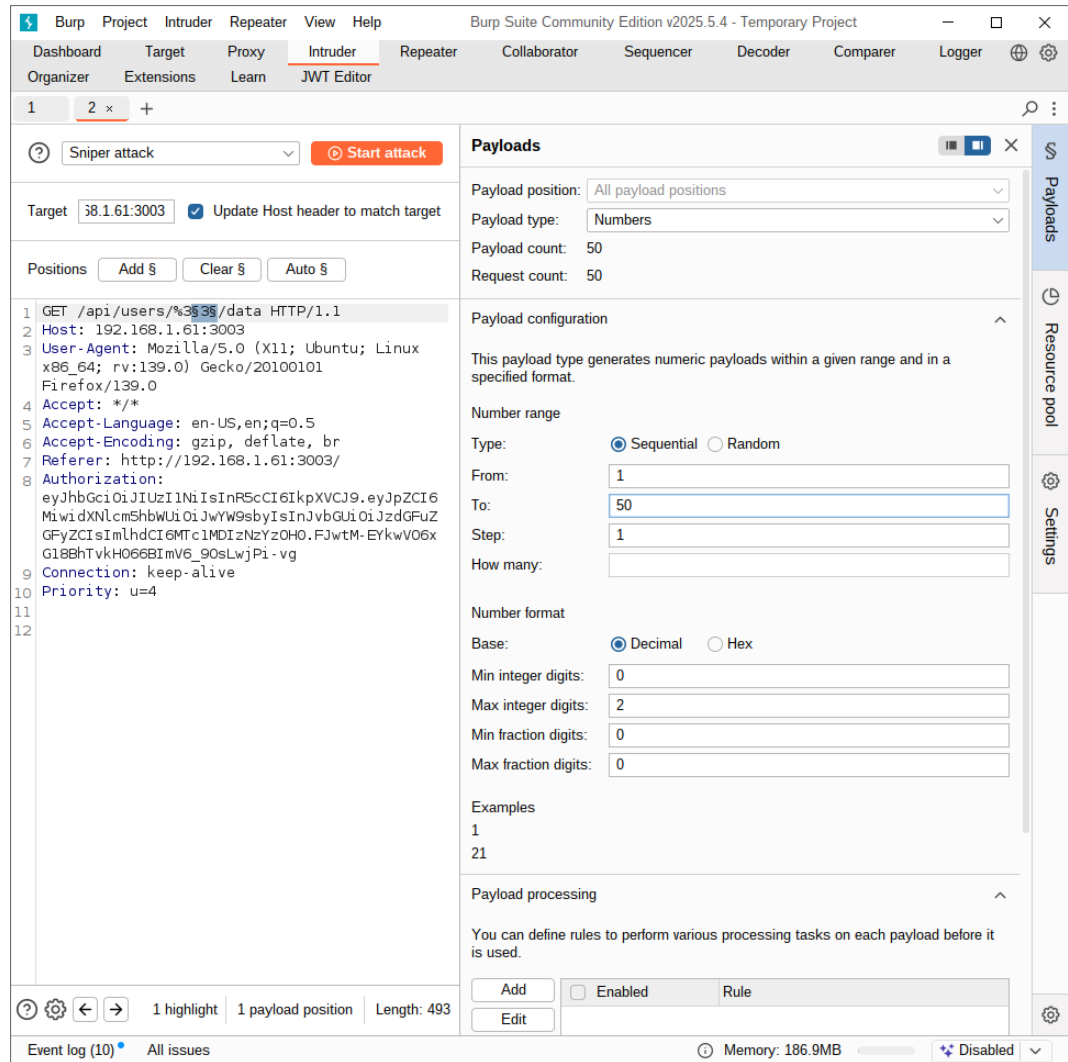 Burp Project Intruder Repeater View Help Burp Suite Community Edition v2025.5.4 - Temporary Project
Dashboard Target Proxy Intruder Repeater Collaborator Sequencer Decoder Comparer Logger
Organizer Extensions Learn JWT Editor
1 2 × +
Sniper attack Start attack
Target 68.1.61:3003 Update Host header to match target
Positions Add § Clear § Auto §
1 GET /api/users/%3§3§/data HTTP/1.1
2 Host: 192.168.1.61:3003
3 User-Agent: Mozilla/5.0 (X11; Ubuntu; Linux
x86_64; rv:139.0) Gecko/20100101
Firefox/139.0
4 Accept: */*
5 Accept-Language: en-US,en;q=0.5
6 Accept-Encoding: gzip, deflate, br
7 Referer: http://192.168.1.61:3003/
8 Authorization:
eyJhbGciOiJIUzI1NiIsInR5cCI6IkpXVCJ9.eyJpZCI6
MiwidXNlcm5hbWUiOiJwYW9sbyIsInJvbGUiOiJzdGFuZ
GFyZCIsImlhdCI6MTc1MDIzNzYzOH0.FJwtM-EYkwVO6x
G18BhTvkHO66BImV6_9OsLwjPi-vg
9 Connection: keep-alive
10 Priority: u=4
11
12
1 highlight 1 payload position Length: 493
Payloads
Payload position: All payload positions
Payload type: Numbers
Payload count: 50
Request count: 50
Payload configuration
This payload type generates numeric payloads within a given range and in a
specified format.
Number range
Type: Sequential Random
From: 1
To: 50
Step: 1
How many:
Number format
Base: Decimal Hex
Min integer digits: 0
Max integer digits: 2
Min fraction digits: 0
Max fraction digits: 0
Examples
1
21
Payload processing
You can define rules to perform various processing tasks on each payload before it
is used.
Add Enabled Rule
Edit
§ Payloads
Resource pool
Settings
Event log (10) All issues Memory: 186.9MB Disabled